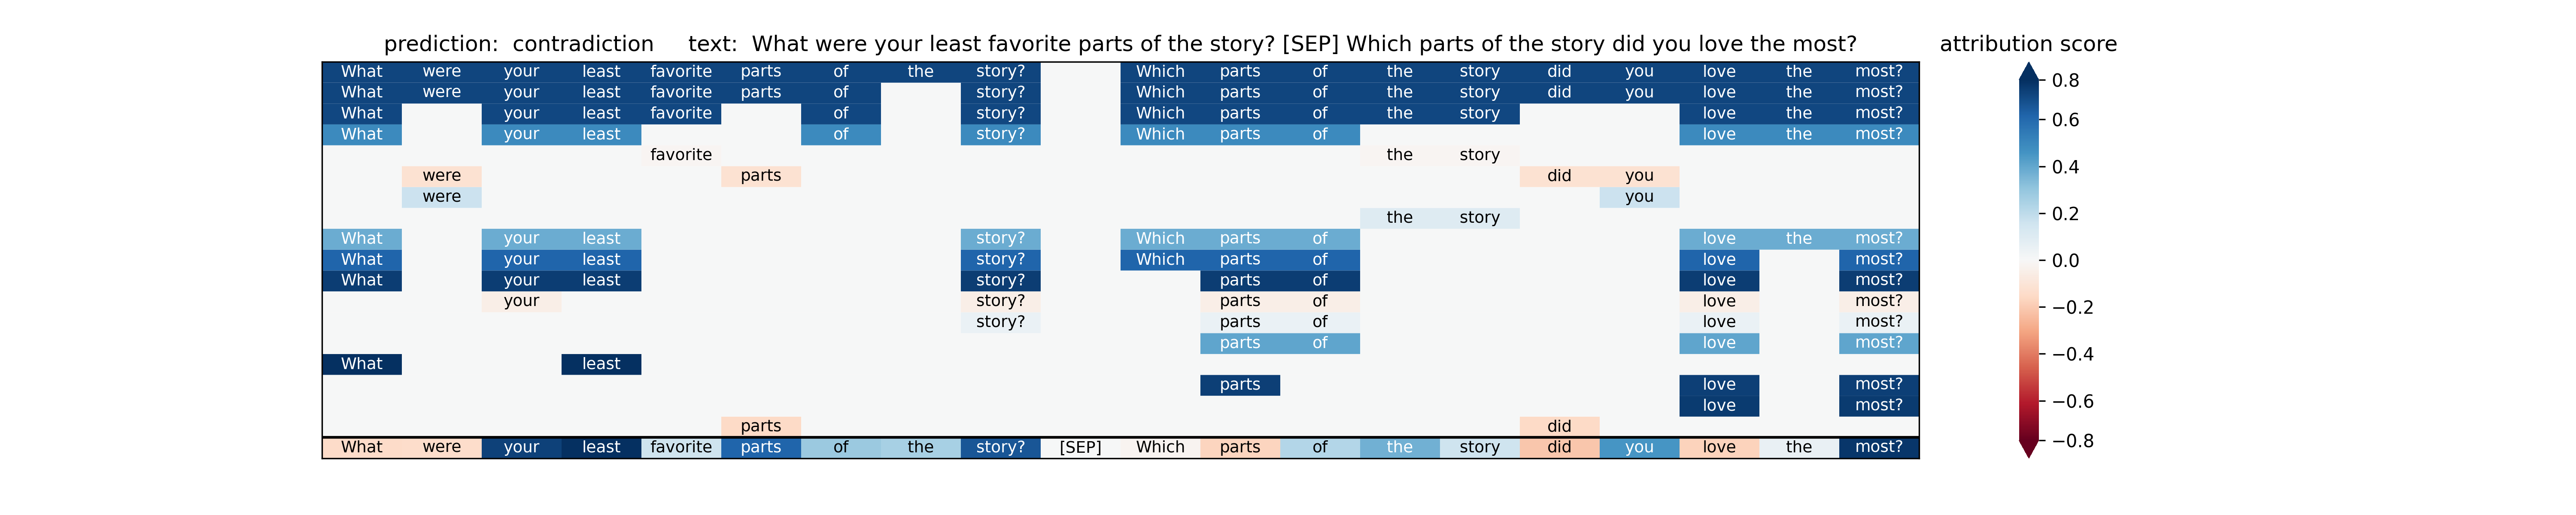 prediction: contradiction text: What were your least favorite parts of the story? [SEP] Which parts of the story did you love the most? attribution score
What were your least favorite parts of the story? Which parts of the story did you love the most?
What were your least favorite parts of story? Which parts of the story did you love the most?
What your least favorite of story? Which parts of the story love the most?
What your least of story? Which parts of love the most?
favorite the story
were parts did you
were you
the story
What your least story? Which parts of love the most?
What your least story? Which parts of love most?
What your least story? parts of love most?
your story? parts of love most?
story? parts of love most?
parts of love most?
What least
parts love most?
love most?
parts did
What were your least favorite parts of the story? [SEP] Which parts of the story did you love the most?
0.8
0.6
0.4
0.2
0.0
−0.2
−0.4
−0.6
−0.8